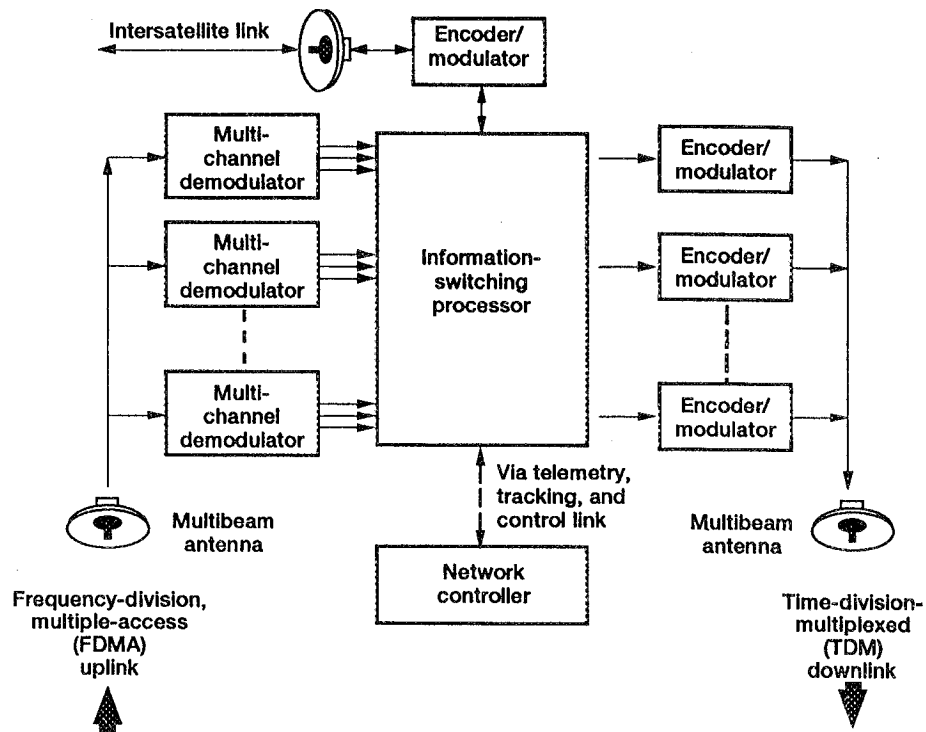 Intersatellite link
Encoder/
modulator
Multi-
channel
demodulator
Multi-
channel
demodulator
Multi-
channel
demodulator
Information-
switching
processor
Encoder/
modulator
Encoder/
modulator
Encoder/
modulator
Via telemetry,
tracking, and
control link
Network
controller
Multibeam
antenna
Multibeam
antenna
Frequency-division,
multiple-access
(FDMA)
uplink
Time-division-
multiplexed
(TDM)
downlink